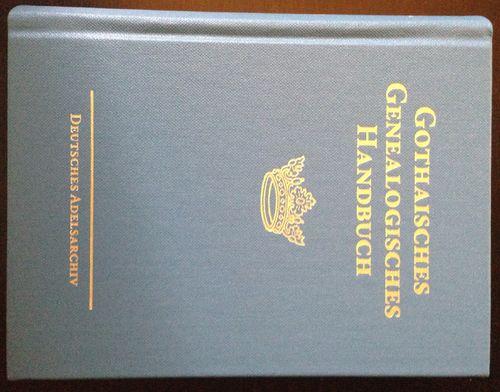 GOTHAISCHES
GENEALOGISCHES
HANDBUCH
DEUTSCHES ADELSARCHIV